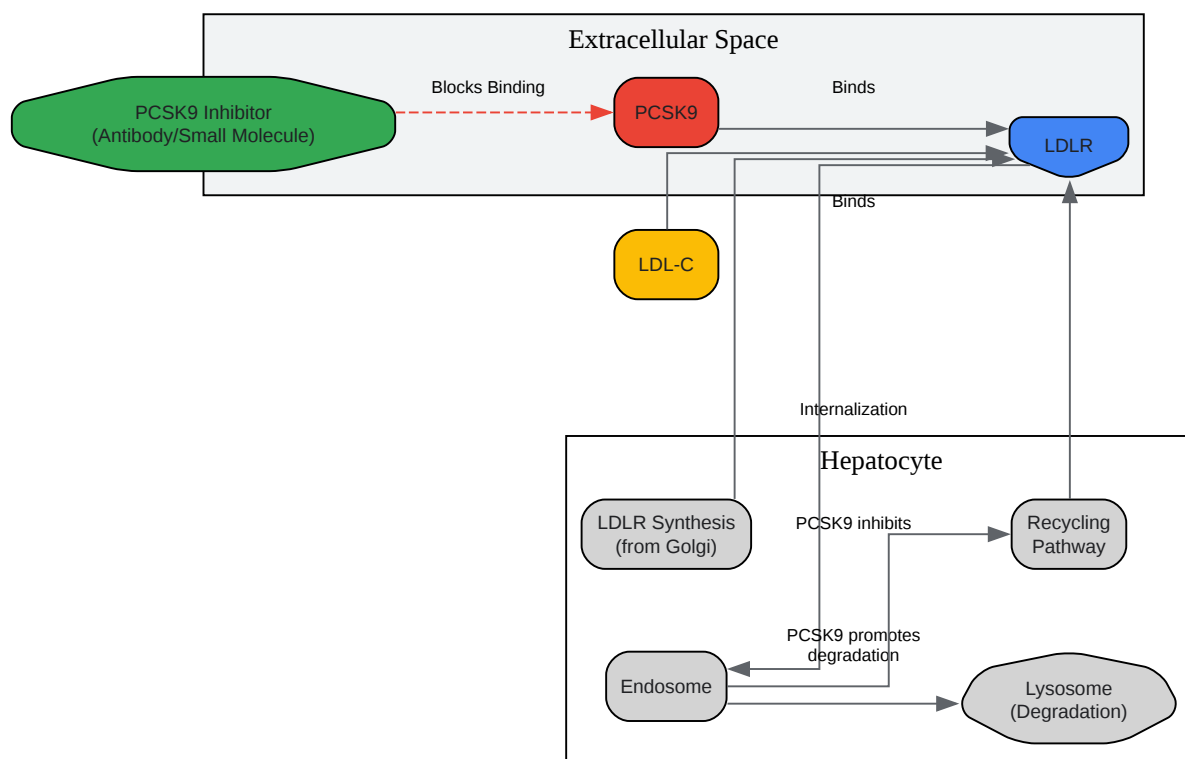 Extracellular Space
Blocks Binding
Binds
PCSK9 Inhibitor
(Antibody/Small Molecule)
PCSK9
LDLR
Binds
LDL-C
Internalization
Hepatocyte
LDLR Synthesis
(from Golgi)
PCSK9 inhibits
Recycling
Pathway
PCSK9 promotes
degradation
Endosome
Lysosome
(Degradation)